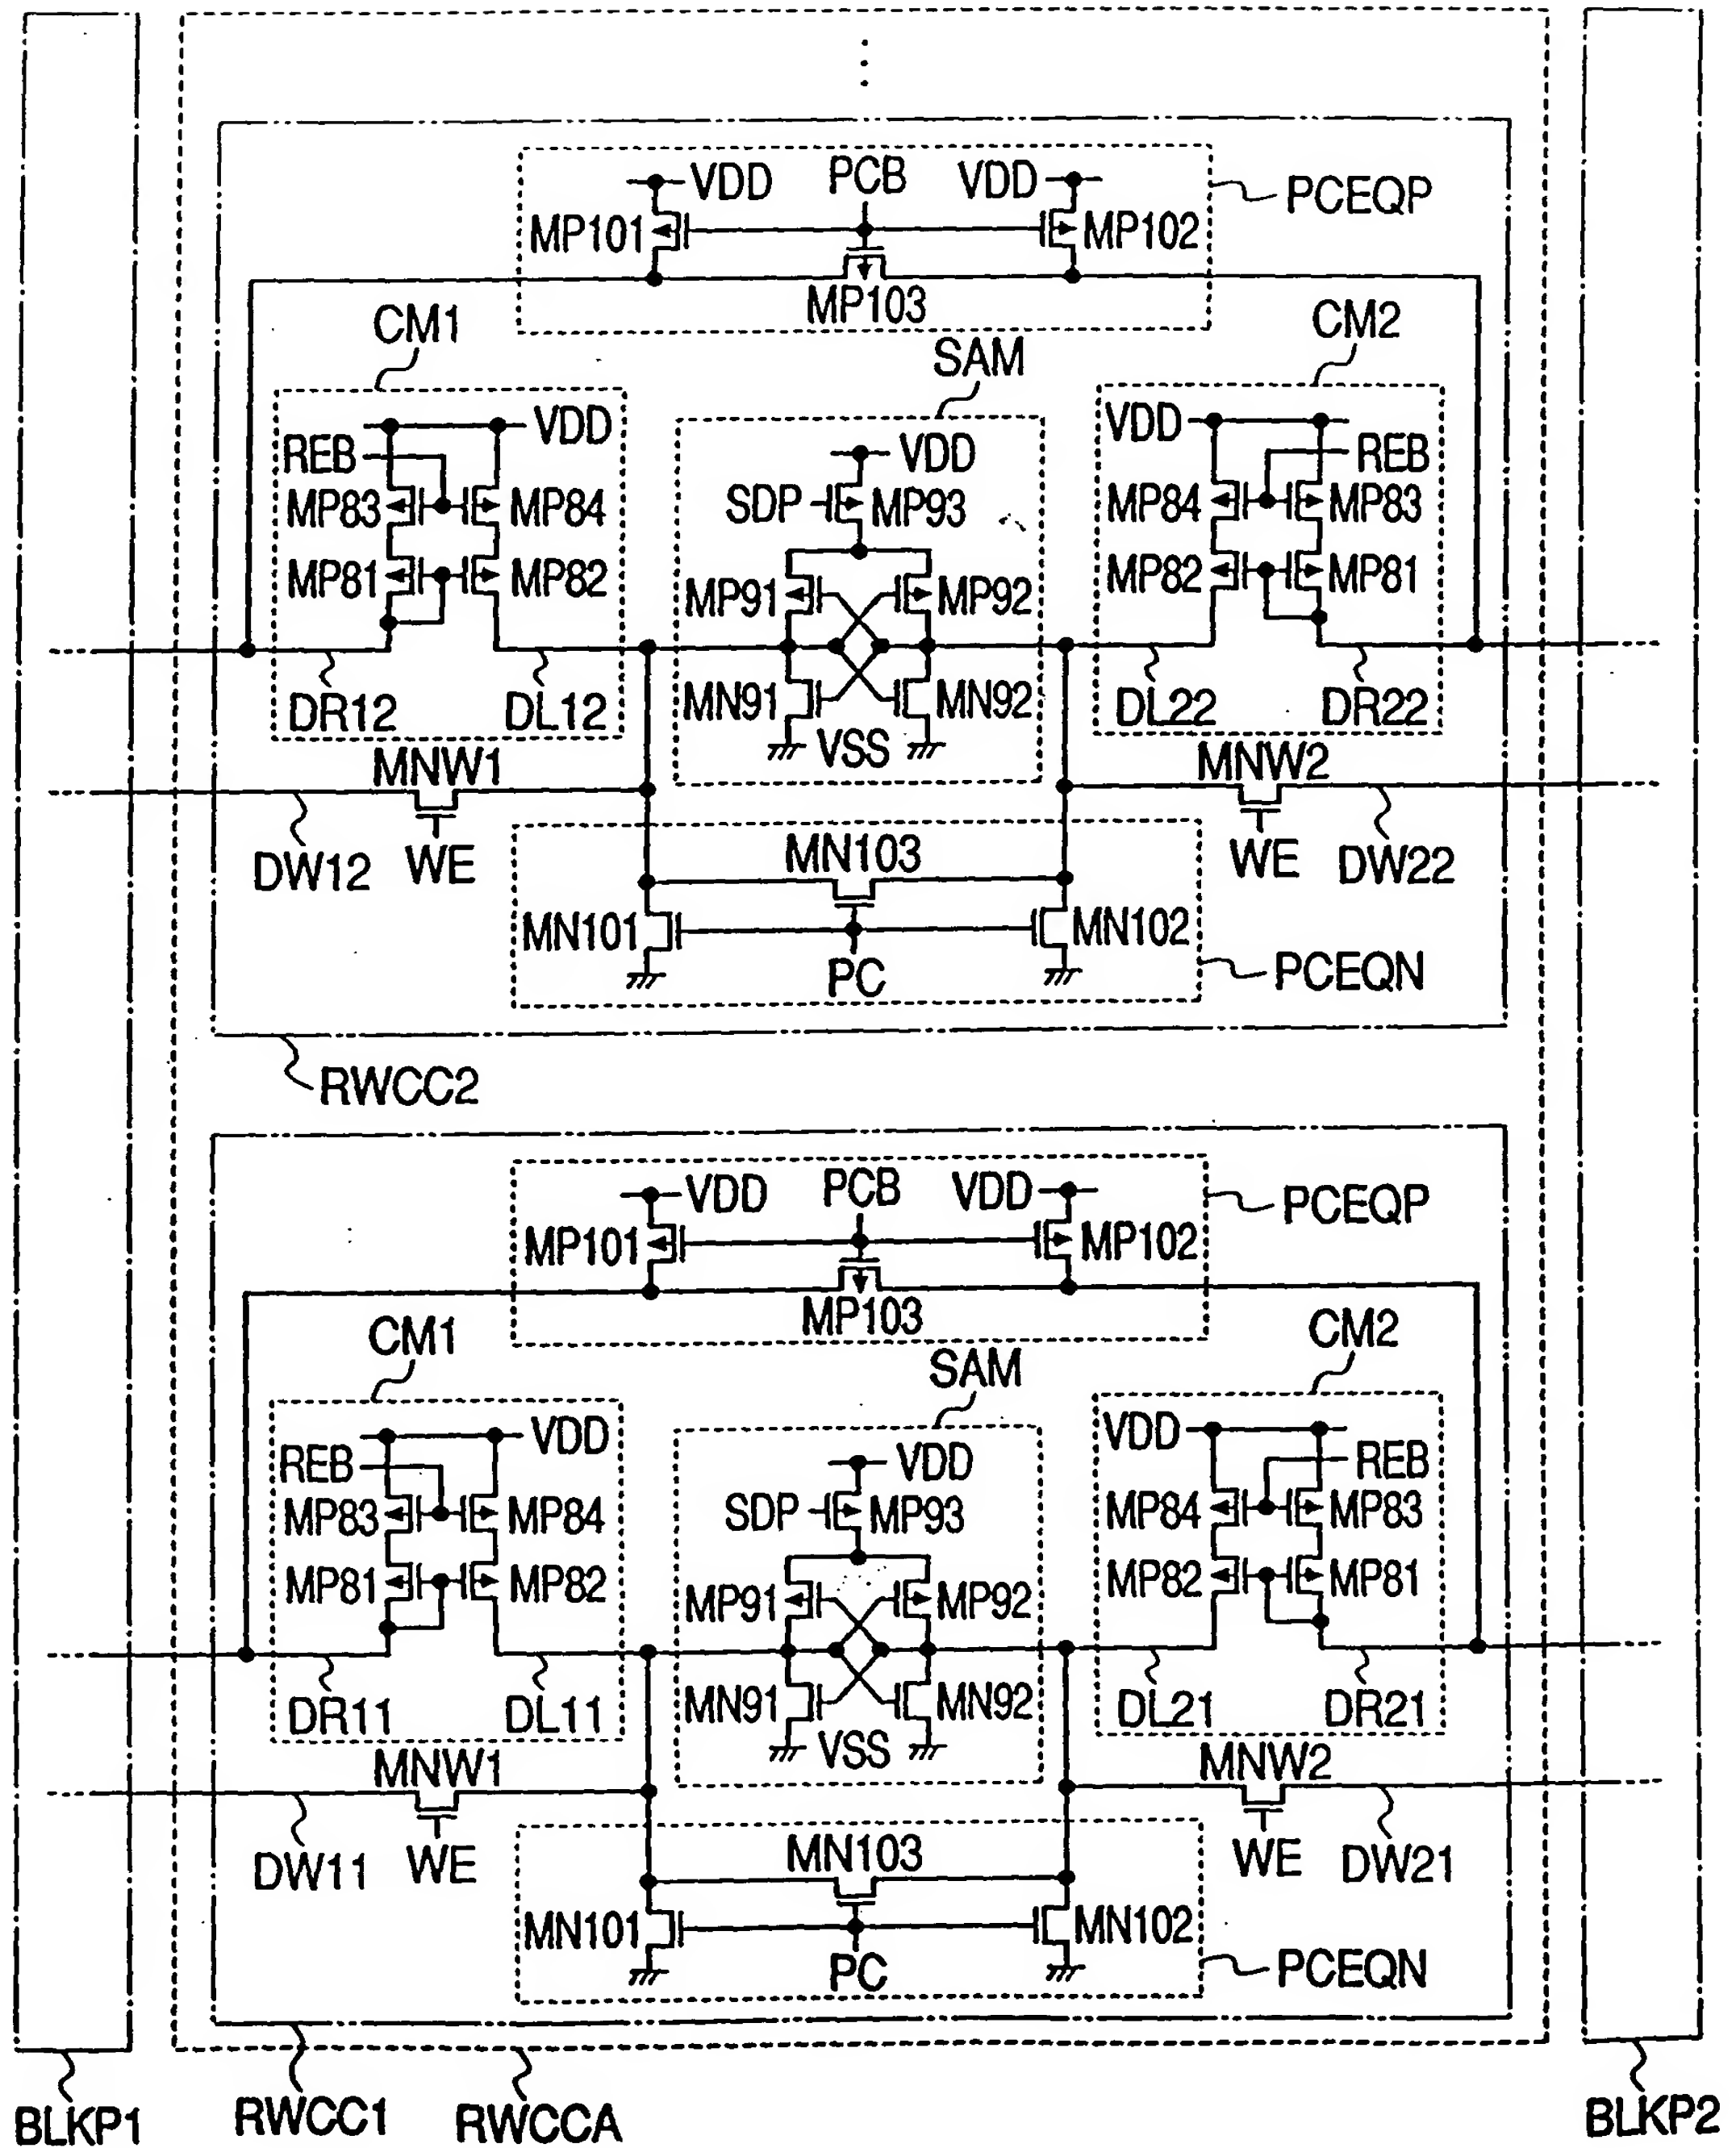 VDD PCB VDD PCEQP
MP101 MP102
MP103
CM1 SAM CM2
VDD VDD
REB VDD REB
MP83 MP84 SDP MP93 MP84 MP83
MP81 MP82 MP91 MP92 MP82 MP81
DR12 DL12 MN91 MN92 DL22 DR22
MNW1 VSS MNW2
DW12 WE MN103 WE DW22
MN101 MN102
PC PCEQN
RWCC2
VDD PCB VDD PCEQP
MP101 MP102
MP103
CM1 SAM CM2
VDD VDD
REB VDD REB
MP83 MP84 SDP MP93 MP84 MP83
MP81 MP82 MP91 MP92 MP82 MP81
DR11 DL11 MN91 MN92 DL21 DR21
MNW1 VSS MNW2
DW11 WE MN103 WE DW21
MN101 MN102
PC PCEQN
BLKP1 RWCC1 RWCCA BLKP2